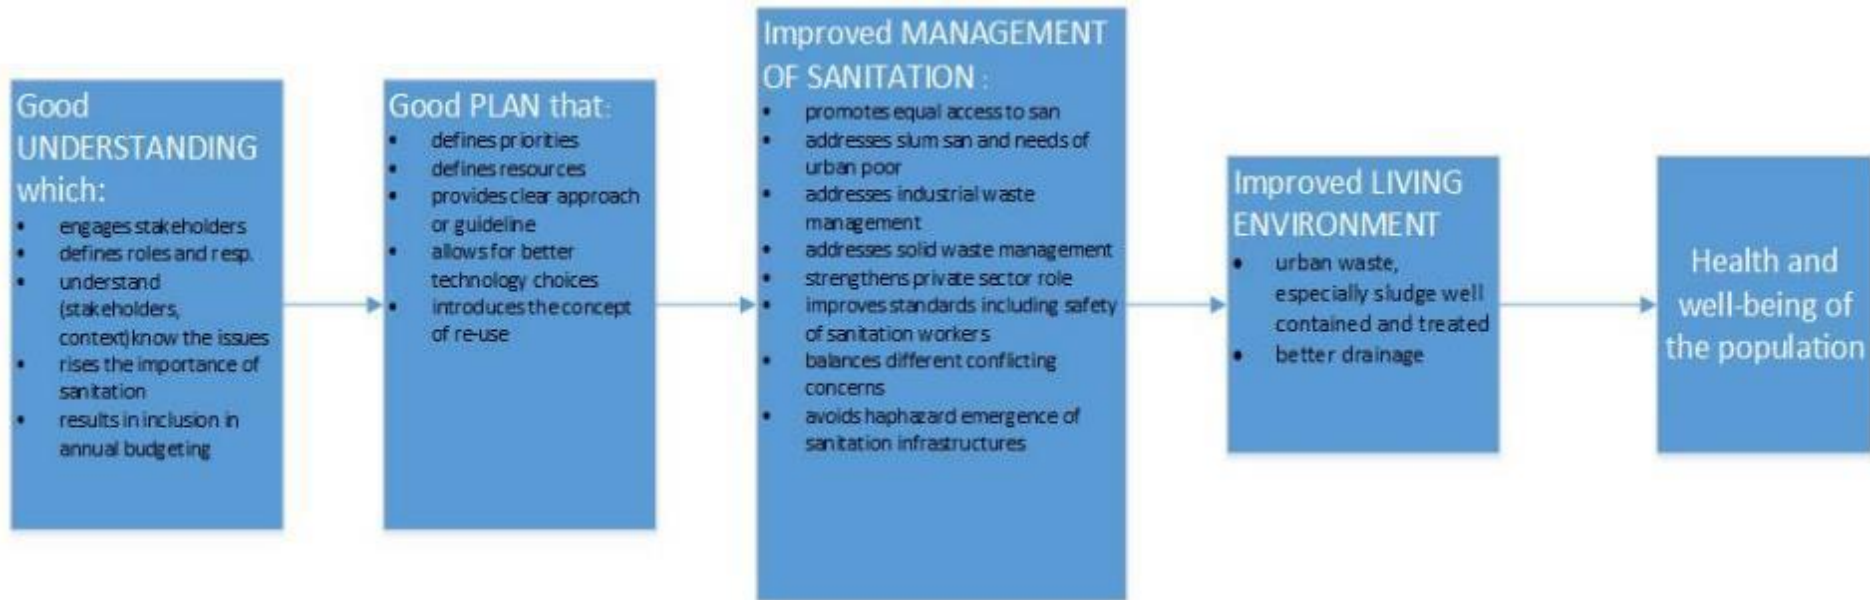 Good
UNDERSTANDING
which:
• engages stakeholders
• defines roles and resp.
• understand
(stakeholders,
context)know the issues
• rises the importance of
sanitation
• results in inclusion in
annual budgeting
Good PLAN that:
• defines priorities
• defines resources
• provides clear approach
or guideline
• allows for better
technology choices
• introduces the concept
of re-use
Improved MANAGEMENT
OF SANITATION :
• promotes equal access to san
• addresses slum san and needs of
urban poor
• addresses industrial waste
management
• addresses solid waste management
• strengthens private sector role
• improves standards including safety
of sanitation workers
• balances different conflicting
concerns
• avoids haphazard emergence of
sanitation infrastructures
Improved LIVING
ENVIRONMENT
• urban waste,
especially sludge well
contained and treated
• better drainage
Health and
well-being of
the population